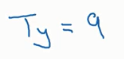 Ty = 9